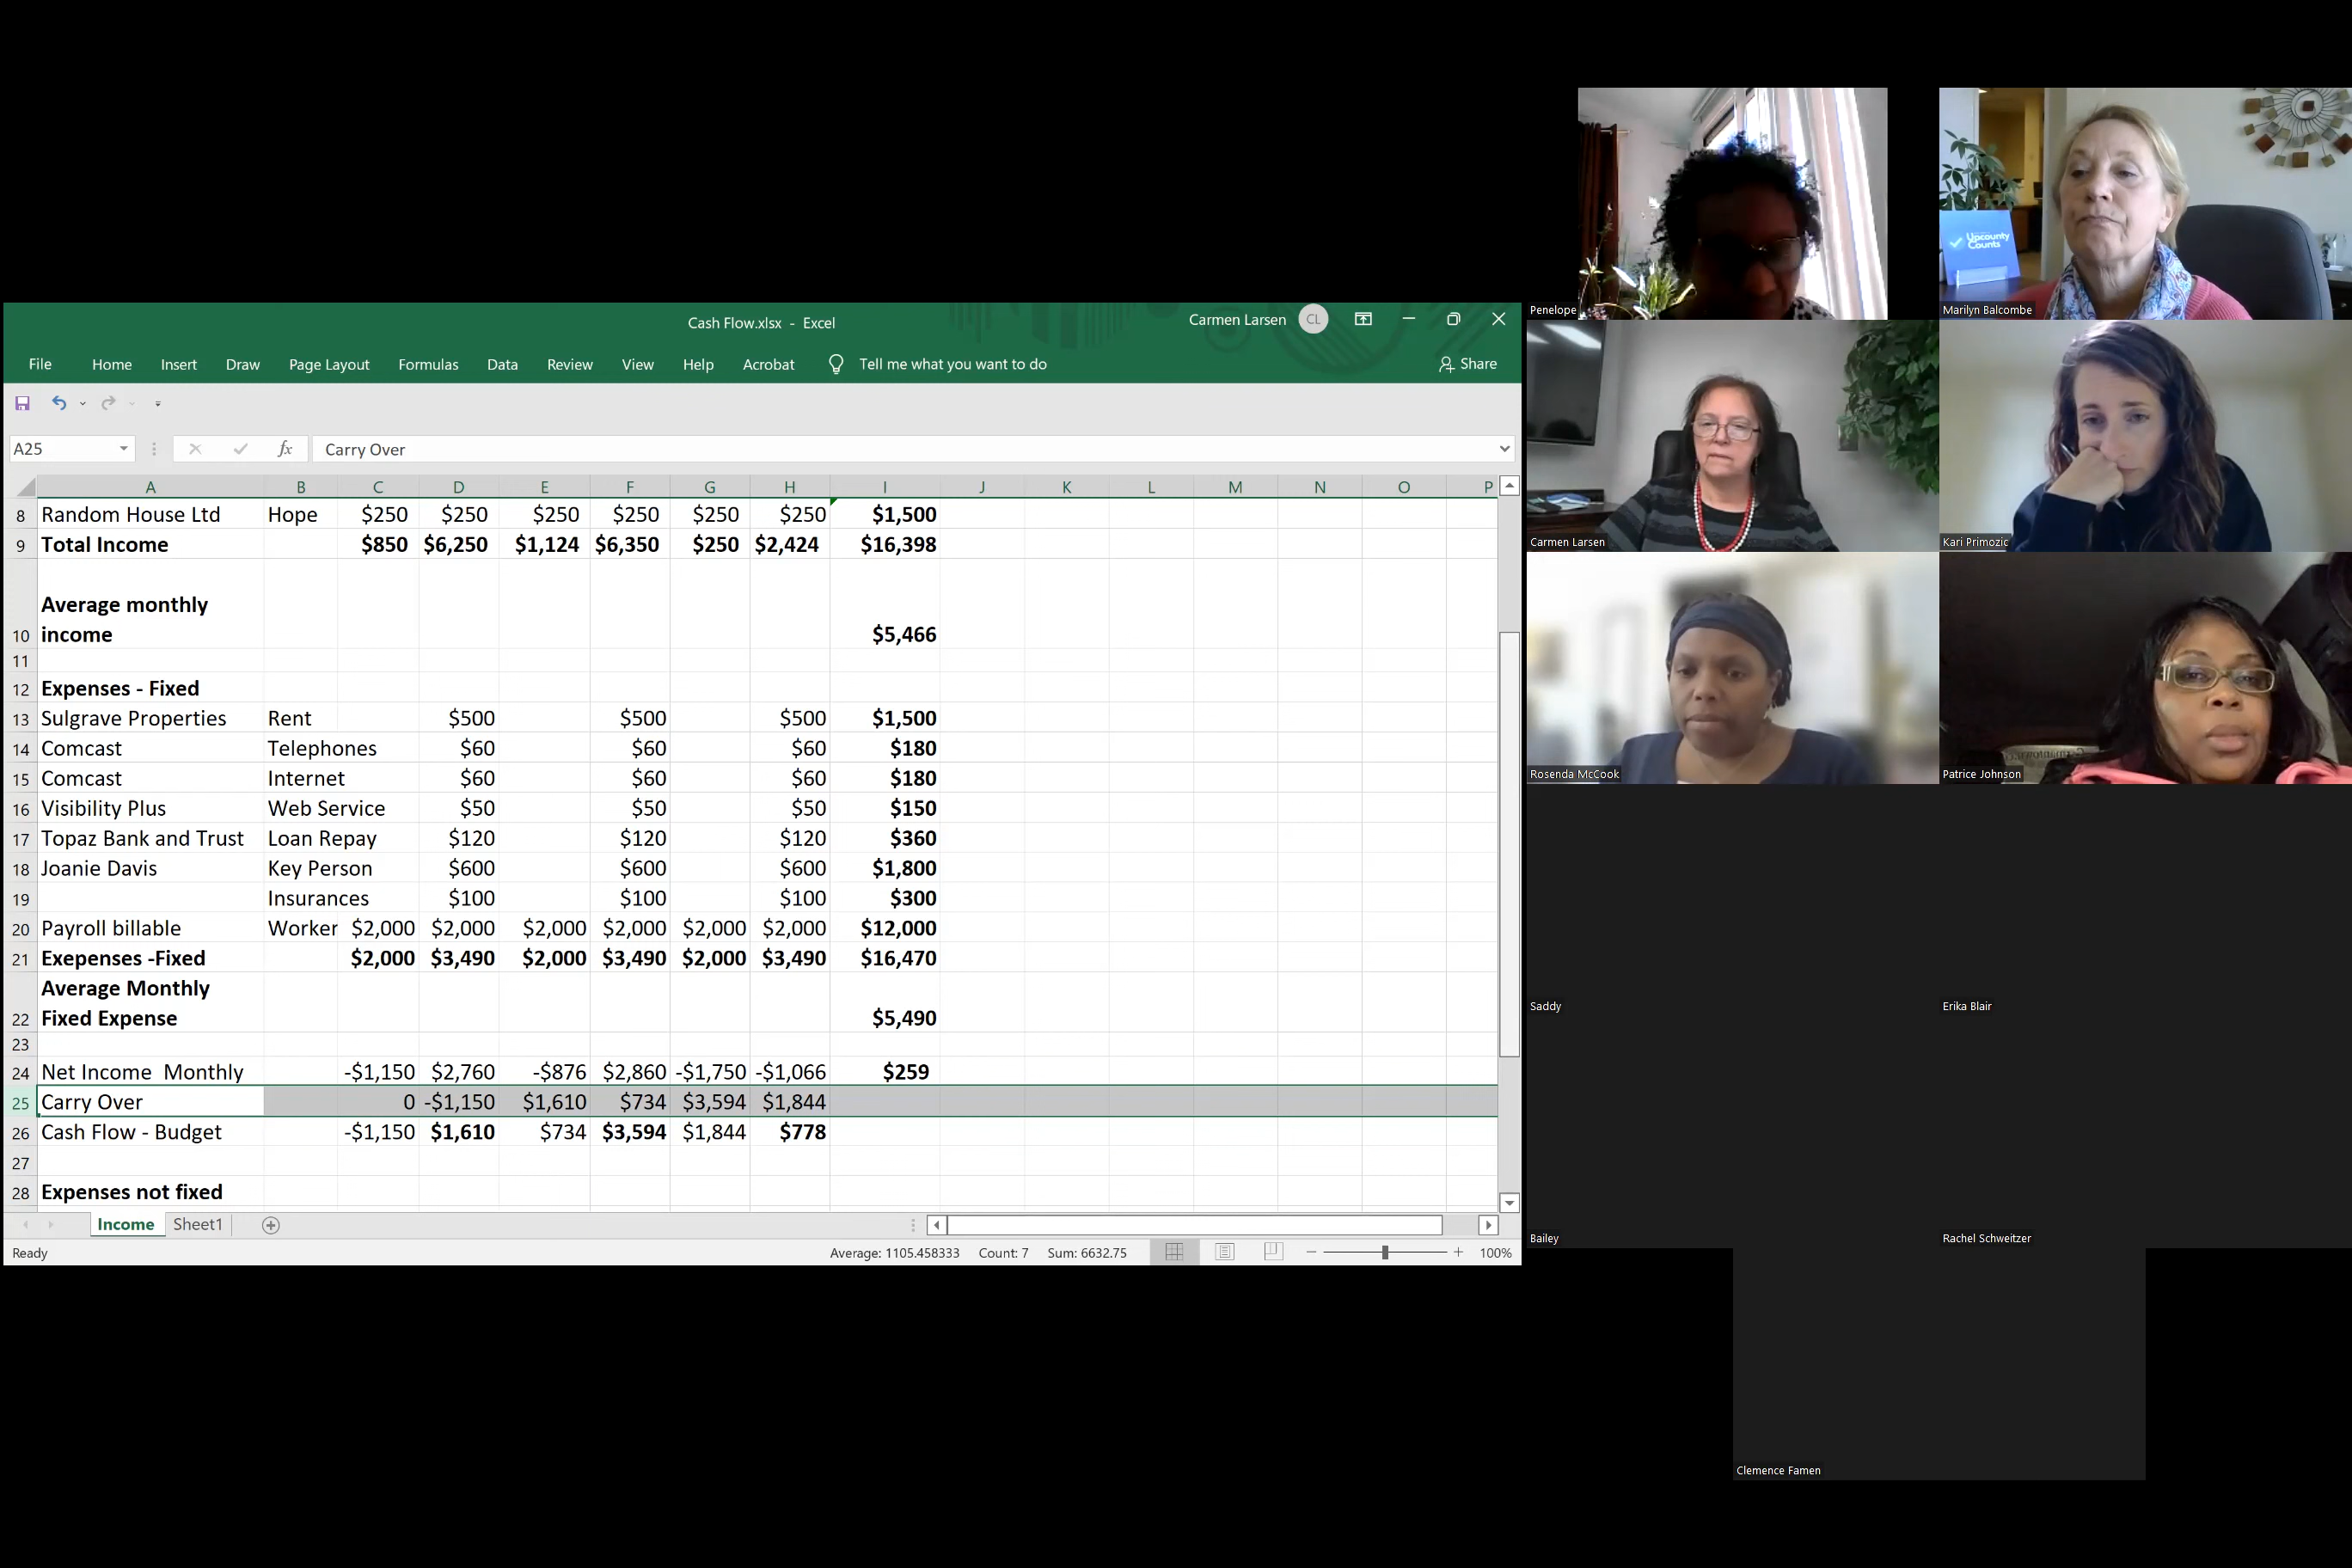 Cash Flow.xlsx - Excel
Carmen Larsen CL
File Home Insert Draw Page Layout Formulas Data Review View Help Acrobat Tell me what you want to do Share
A25 fx Carry Over
A B C D E F G H I J K L M N O P
8 Random House Ltd Hope $250 $250 $250 $250 $250 $250 $1,500
9 Total Income $850 $6,250 $1,124 $6,350 $250 $2,424 $16,398
Average monthly
10 income $5,466
11
12 Expenses - Fixed
13 Sulgrave Properties Rent $500 $500 $500 $1,500
14 Comcast Telephones $60 $60 $60 $180
15 Comcast Internet $60 $60 $60 $180
16 Visibility Plus Web Service $50 $50 $50 $150
17 Topaz Bank and Trust Loan Repay $120 $120 $120 $360
18 Joanie Davis Key Person $600 $600 $600 $1,800
19 Insurances $100 $100 $100 $300
20 Payroll billable Worker $2,000 $2,000 $2,000 $2,000 $2,000 $2,000 $12,000
21 Exepenses -Fixed $2,000 $3,490 $2,000 $3,490 $2,000 $3,490 $16,470
Average Monthly
22 Fixed Expense $5,490
23
24 Net Income Monthly -$1,150 $2,760 -$876 $2,860 -$1,750 -$1,066 $259
25 Carry Over 0 -$1,150 $1,610 $734 $3,594 $1,844
26 Cash Flow - Budget -$1,150 $1,610 $734 $3,594 $1,844 $778
27
28 Expenses not fixed
Income Sheet1
Ready Average: 1105.458333 Count: 7 Sum: 6632.75 100%
Upcounty
Counts
Penelope
Marilyn Balcombe
Carmen Larsen
Kari Primozic
Rosenda McCook
Patrice Johnson
Saddy
Erika Blair
Bailey
Rachel Schweitzer
Clemence Famen